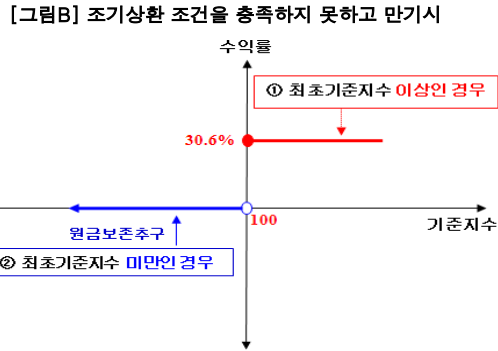 [그림B] 조기상환 조건을 충족하지 못하고 만기시
수익률
① 최초기준지수 이상인 경우
30.6%
100
기준지수
원금보존추구
② 최초기준지수 미만인 경우